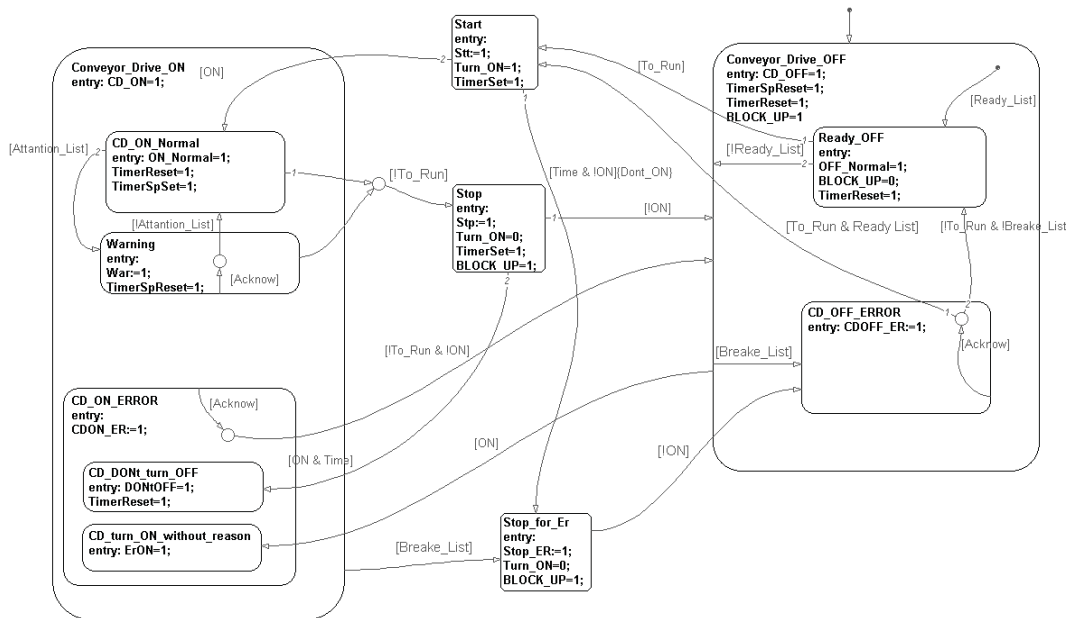 Start
entry:
Stt:=1;
Turn_ON=1;
TimerSet=1;
2
1
[ON]
Conveyor_Drive_ON
entry: CD_ON=1;
CD_ON_Normal
entry: ON_Normal=1;
TimerReset=1;
TimerSpSet=1;
[Attantion_List]
2
1
[!Attantion_List]
Warning
entry:
War:=1;
TimerSpReset=1;
[Acknow]
[!To_Run]
Stop
entry:
Stp:=1;
Turn_ON=0;
TimerSet=1;
BLOCK_UP=1;
1
2
[!ON]
[Time & !ON]{Dont_ON}
[To_Run]
Conveyor_Drive_OFF
entry: CD_OFF=1;
TimerSpReset=1;
TimerReset=1;
BLOCK_UP=1
[Ready_List]
Ready_OFF
entry:
OFF_Normal=1;
BLOCK_UP=0;
TimerReset=1;
1
2
[!Ready_List]
[To_Run & Ready List]
[!To_Run & !Breake_List]
CD_OFF_ERROR
entry: CDOFF_ER:=1;
1
2
[Acknow]
[Breake_List]
[!To_Run & !ON]
CD_ON_ERROR
entry:
CDON_ER:=1;
[Acknow]
[ON & Time]
[ON]
[!ON]
CD_DONt_turn_OFF
entry: DONtOFF=1;
TimerReset=1;
CD_turn_ON_without_reason
entry: ErON=1;
[Breake_List]
Stop_for_Er
entry:
Stop_ER:=1;
Turn_ON=0;
BLOCK_UP=1;